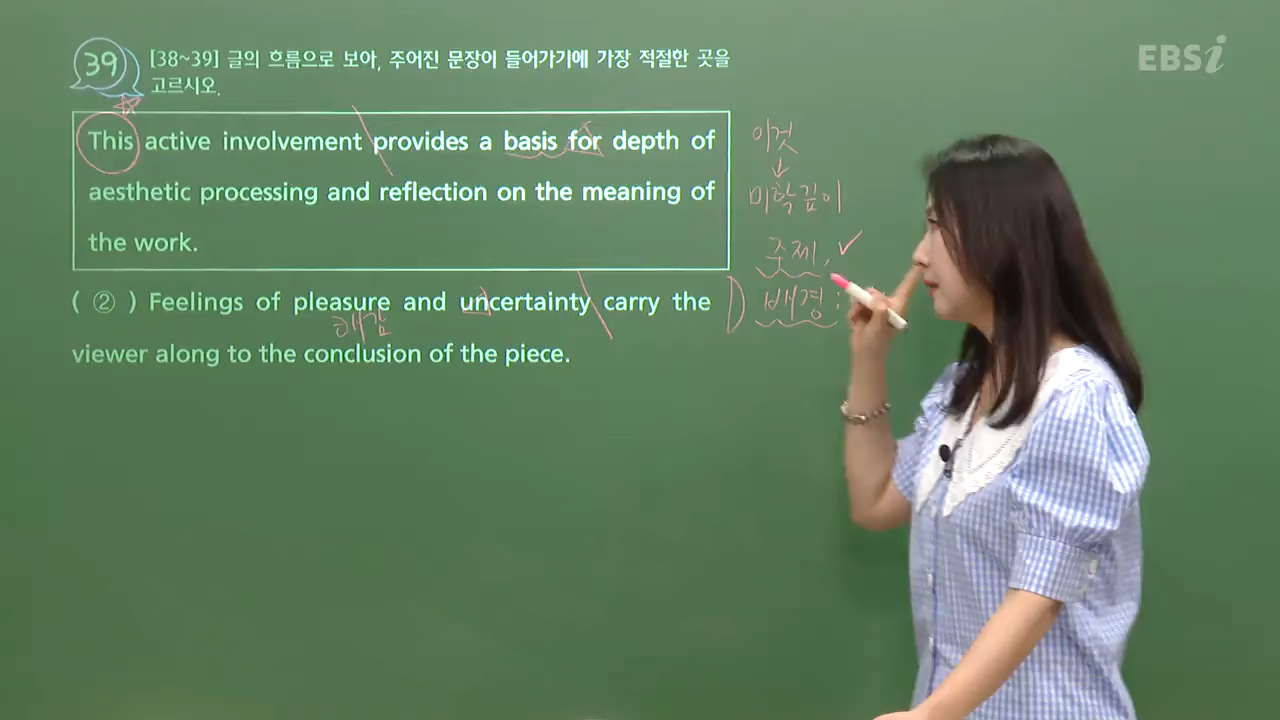 39
[38~39] 글의 흐름으로 보아, 주어진 문장이 들어가기에 가장 적절한 곳을
고르시오.
EBSi
This active involvement provides a basis for depth of
aesthetic processing and reflection on the meaning of
the work.
이것
미학깊이
주제,
( ② ) Feelings of pleasure and uncertainty carry the
배경:
쾌감
viewer along to the conclusion of the piece.